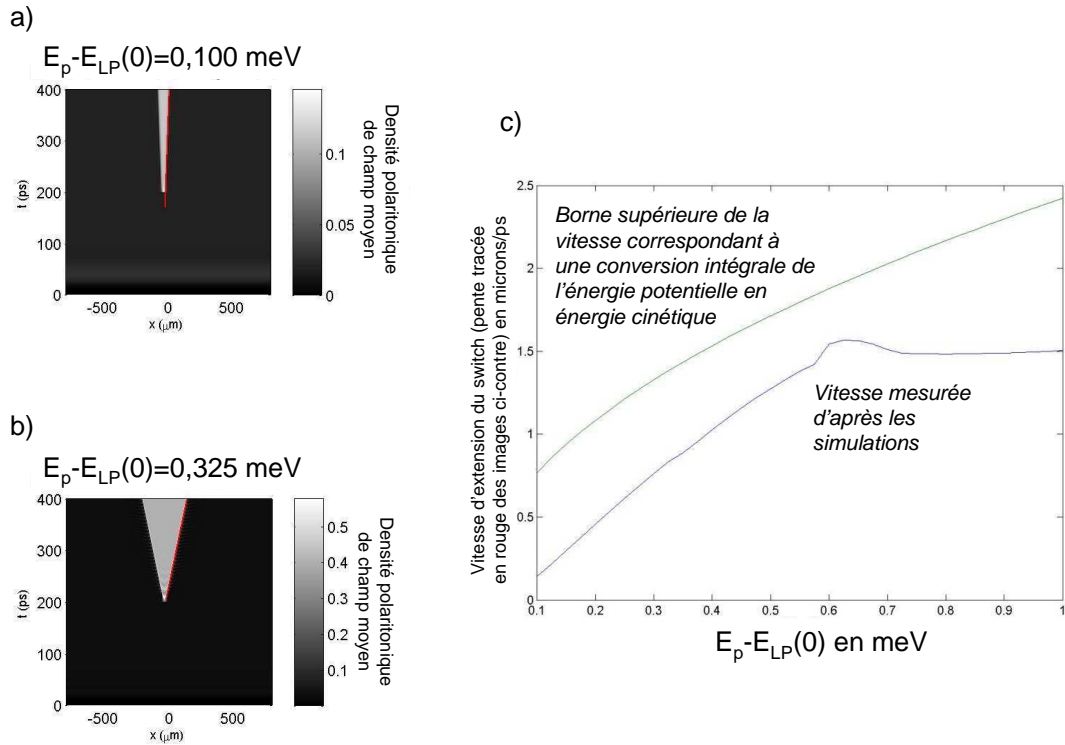 a)
E_p-E_LP(0)=0,100 meV
400
300
200
100
0
t (ps)
-500
0
500
x (μm)
0.1
0.05
0
Densité polaritonique
de champ moyen
b)
E_p-E_LP(0)=0,325 meV
400
300
200
100
0
t (ps)
-500
0
500
x (μm)
0.5
0.4
0.3
0.2
0.1
Densité polaritonique
de champ moyen
c)
Vitesse d'extension du switch (pente tracée
en rouge des images ci-contre) en microns/ps
2.5
2
1.5
1
0.5
0
Borne supérieure de la
vitesse correspondant à
une conversion intégrale de
l'énergie potentielle en
énergie cinétique
Vitesse mesurée
d'après les
simulations
0.1
0.2
0.3
0.4
0.5
0.6
0.7
0.8
0.9
1
E_p-E_LP(0) en meV